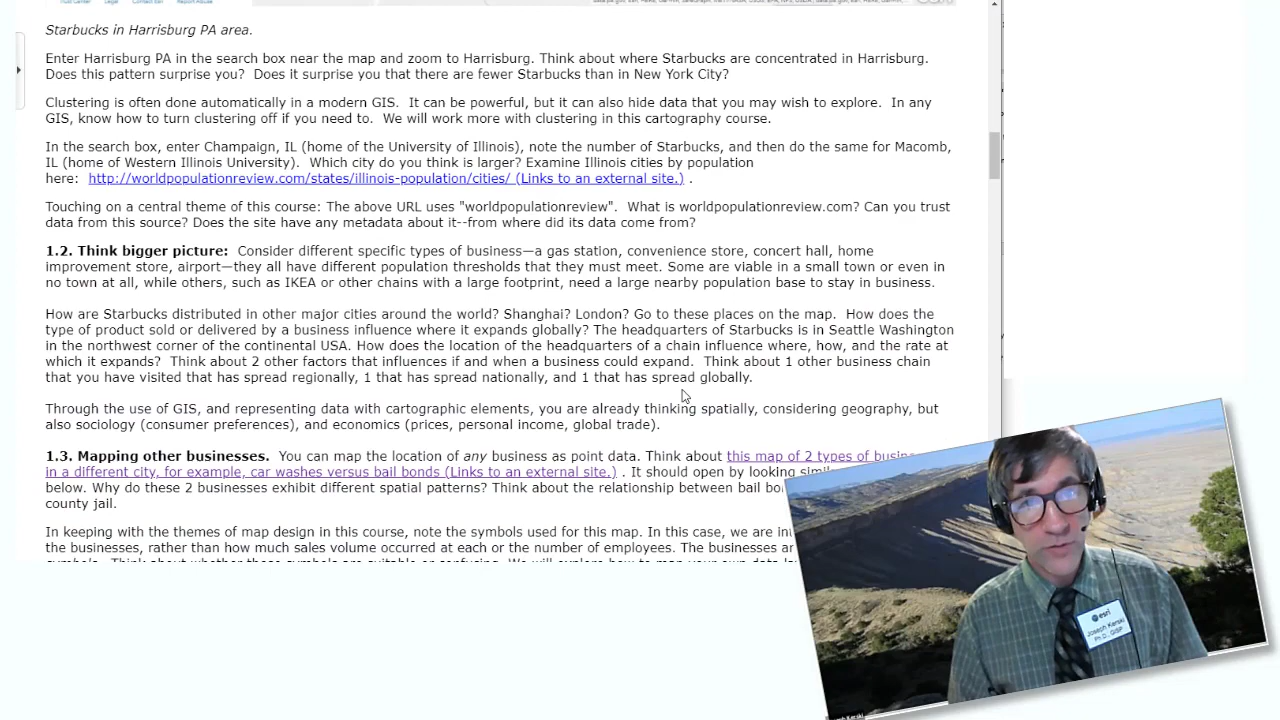 Starbucks in Harrisburg PA area.
Enter Harrisburg PA in the search box near the map and zoom to Harrisburg. Think about where Starbucks are concentrated in Harrisburg.
Does this pattern surprise you? Does it surprise you that there are fewer Starbucks than in New York City?
Clustering is often done automatically in a modern GIS. It can be powerful, but it can also hide data that you may wish to explore. In any
GIS, know how to turn clustering off if you need to. We will work more with clustering in this cartography course.
In the search box, enter Champaign, IL (home of the University of Illinois), note the number of Starbucks, and then do the same for Macomb,
IL (home of Western Illinois University). Which city do you think is larger? Examine Illinois cities by population
here: http://worldpopulationreview.com/states/illinois-population/cities/ (Links to an external site.) .
Touching on a central theme of this course: The above URL uses "worldpopulationreview". What is worldpopulationreview.com? Can you trust
data from this source? Does the site have any metadata about it--from where did its data come from?
1.2. Think bigger picture: Consider different specific types of business—a gas station, convenience store, concert hall, home
improvement store, airport—they all have different population thresholds that they must meet. Some are viable in a small town or even in
no town at all, while others, such as IKEA or other chains with a large footprint, need a large nearby population base to stay in business.
How are Starbucks distributed in other major cities around the world? Shanghai? London? Go to these places on the map. How does the
type of product sold or delivered by a business influence where it expands globally? The headquarters of Starbucks is in Seattle Washington
in the northwest corner of the continental USA. How does the location of the headquarters of a chain influence where, how, and the rate at
which it expands? Think about 2 other factors that influences if and when a business could expand. Think about 1 other business chain
that you have visited that has spread regionally, 1 that has spread nationally, and 1 that has spread globally.
Through the use of GIS, and representing data with cartographic elements, you are already thinking spatially, considering geography, but
also sociology (consumer preferences), and economics (prices, personal income, global trade).
1.3. Mapping other businesses. You can map the location of any business as point data. Think about this map of 2 types of
in a different city, for example, car washes versus bail bonds (Links to an external site.) . It should open by looking
below. Why do these 2 businesses exhibit different spatial patterns? Think about the relationship between bail
county jail.
In keeping with the themes of map design in this course, note the symbols used for this map. In this case, we are
the businesses, rather than how much sales volume occurred at each or the number of employees. The businesses
esri
Joseph Kerski
Ph.D., GISP